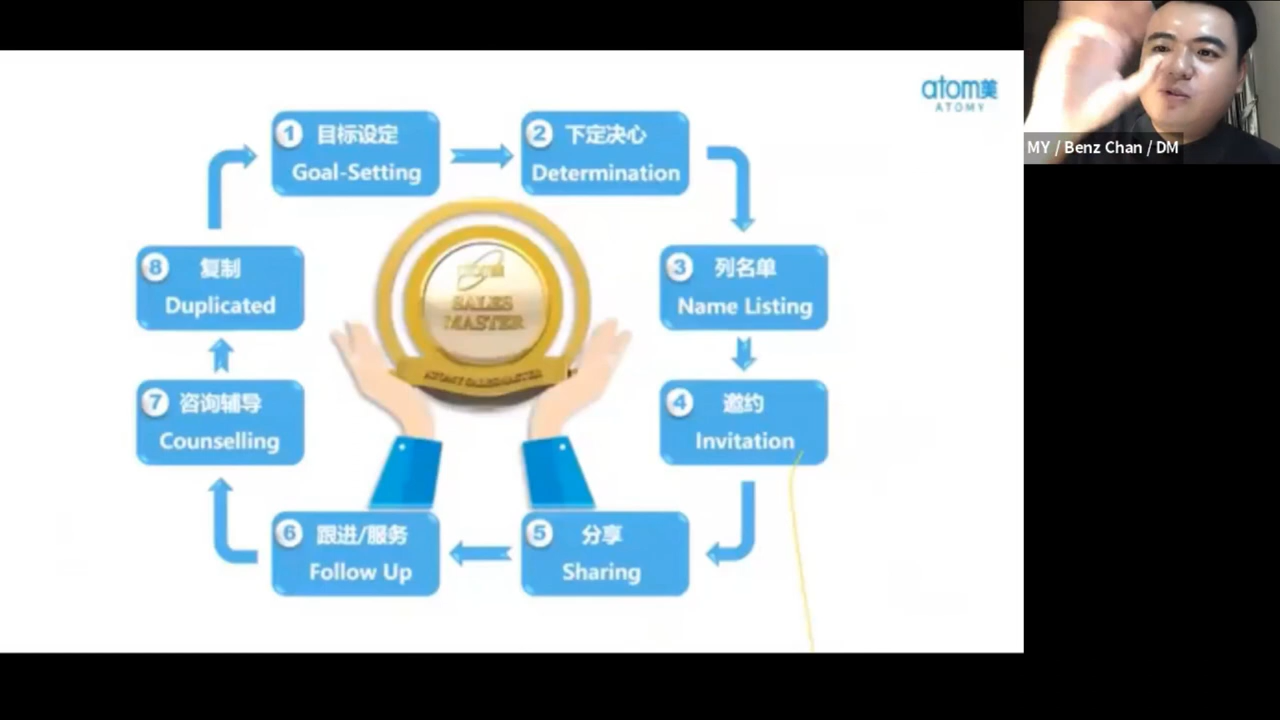 atom美
ATOMY
1 目标设定
Goal-Setting
2 下定决心
Determination
3 列名单
Name Listing
4 邀约
Invitation
5 分享
Sharing
6 跟进/服务
Follow Up
7 咨询辅导
Counselling
8 复制
Duplicated
SALES
MASTER
ATOMY SALESMASTER
MY / Benz Chan / DM